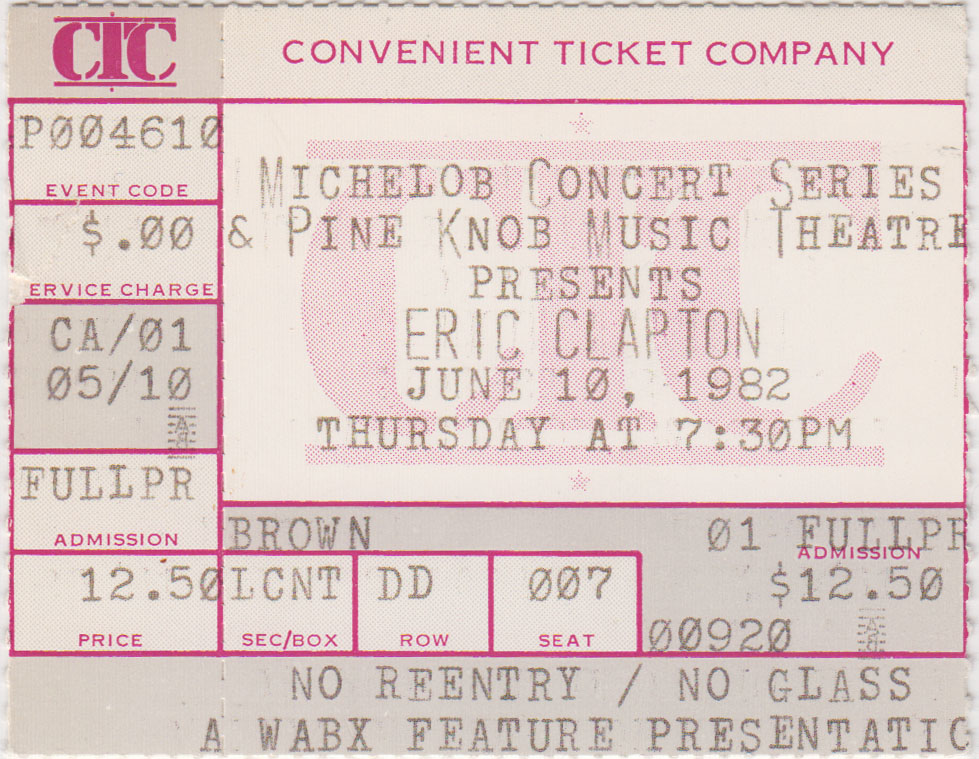 CTC
CONVENIENT TICKET COMPANY
P004610
EVENT CODE
$.00
ERVICE CHARGE
CA/01
05/10
FULLPR
ADMISSION
12.50
PRICE
MICHELOB CONCERT SERIES
& PINE KNOB MUSIC THEATRE
PRESENTS
ERIC CLAPTON
JUNE 10, 1982
THURSDAY AT 7:30PM
BROWN 01 FULLPR
ADMISSION
LCNT DD 007 $12.50
SEC/BOX ROW SEAT 00920
NO REENTRY / NO GLASS
A WABX FEATURE PRESENTATIO